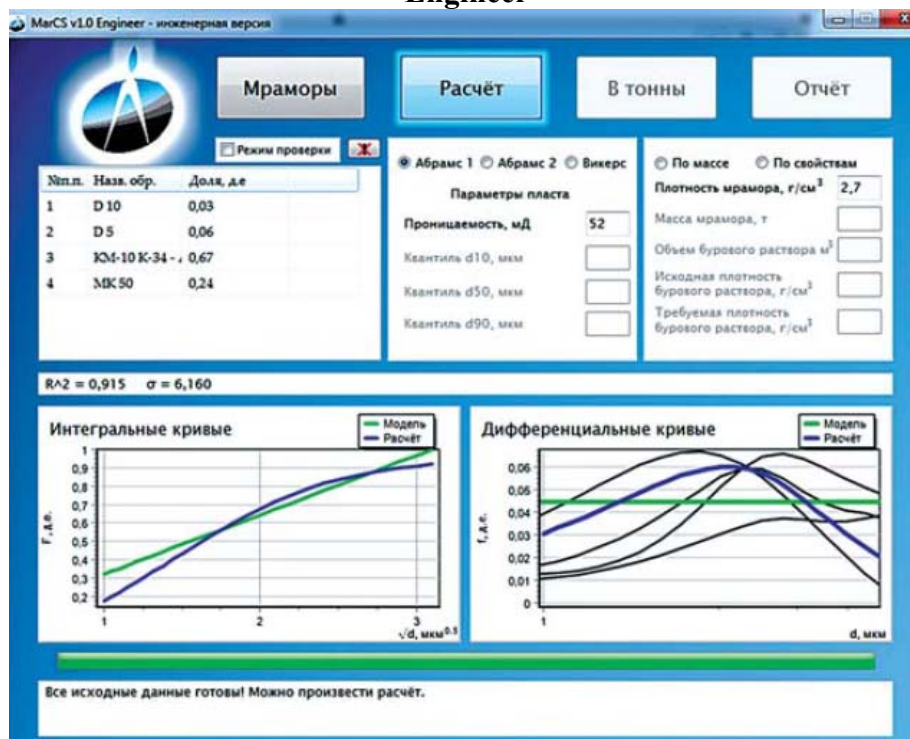 Engineer
MarCS v1.0 Engineer - инженерная версия
Мраморы
Расчёт
В тонны
Отчёт
Режим проверки
№п.п. Назв. обр. Доля, д.е
1 D 10 0,03
2 D 5 0,06
3 КМ-10 К-34 - 0,67
4 МК 50 0,24
Абрамс 1 Абрамс 2 Викерс
Параметры пласта
Проницаемость, мД 52
Квантиль d10, мкм
Квантиль d50, мкм
Квантиль d90, мкм
По массе По свойствам
Плотность мрамора, г/см³ 2,7
Масса мрамора, т
Объем бурового раствора м³
Исходная плотность
бурового раствора, г/см³
Требуемая плотность
бурового раствора, г/см³
R^2 = 0,915 σ = 6,160
Интегральные кривые
Модель
Расчёт
1
0,9
0,8
0,7
0,6
0,5
0,4
0,3
0,2
F, д.е.
1 2 3
√d, мкм^0.5
Дифференциальные кривые
Модель
Расчёт
0,06
0,05
0,04
0,03
0,02
0,01
0
f, д.е.
1
d, мкм
Все исходные данные готовы! Можно произвести расчёт.